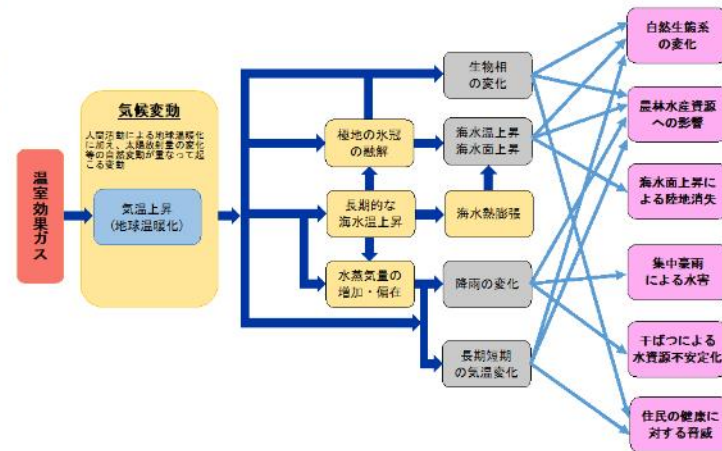 温室効果ガス
気候変動
人間活動による地球温暖化
に加え、太陽放射量の変化
等の自然変動が重なって起
こる変動
気温上昇
(地球温暖化)
極地の氷冠
の融解
長期的な
海水温上昇
水蒸気量の
増加・偏在
海水熱膨張
生物相
の変化
海水温上昇
海水面上昇
降雨の変化
長期短期
の気温変化
自然生態系
の変化
農林水産資源
への影響
海水面上昇に
よる陸地消失
集中豪雨
による水害
干ばつによる
水資源不安定化
住民の健康に
対する脅威